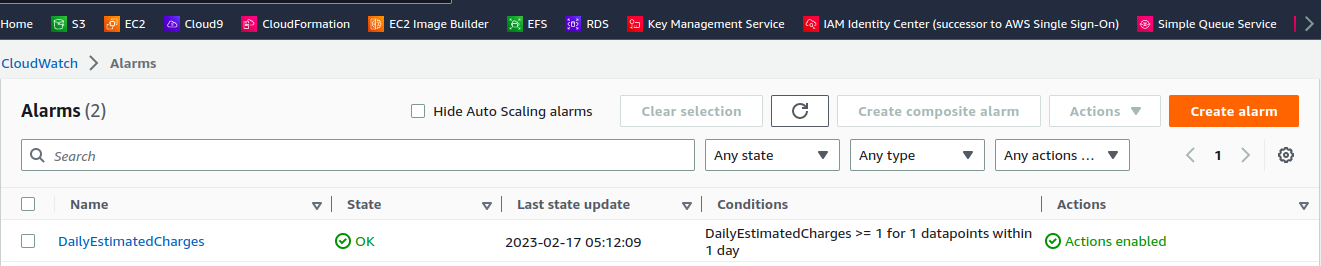 Home S3 EC2 Cloud9 CloudFormation EC2 Image Builder EFS RDS Key Management Service IAM Identity Center (successor to AWS Single Sign-On) Simple Queue Service
CloudWatch Alarms
Alarms (2) Hide Auto Scaling alarms Clear selection Create composite alarm Actions Create alarm
Search Any state Any type Any actions ... 1
Name State Last state update Conditions Actions
DailyEstimatedCharges OK 2023-02-17 05:12:09 DailyEstimatedCharges >= 1 for 1 datapoints within Actions enabled
1 day